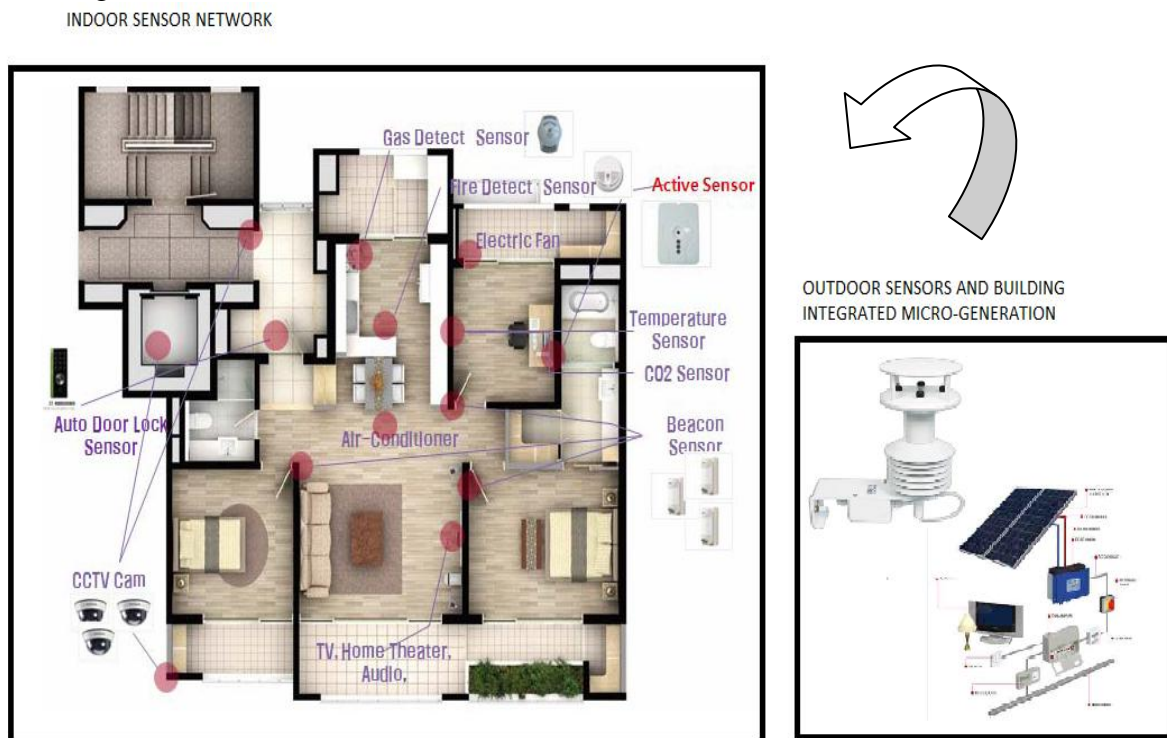 INDOOR SENSOR NETWORK
Gas Detect Sensor
Fire Detect Sensor
Active Sensor
Electric Fan
Temperature
Sensor
CO2 Sensor
Auto Door Lock
Sensor
Air-Conditioner
Beacon
Sensor
CCTV Cam
TV, Home Theater,
Audio,
OUTDOOR SENSORS AND BUILDING
INTEGRATED MICRO-GENERATION